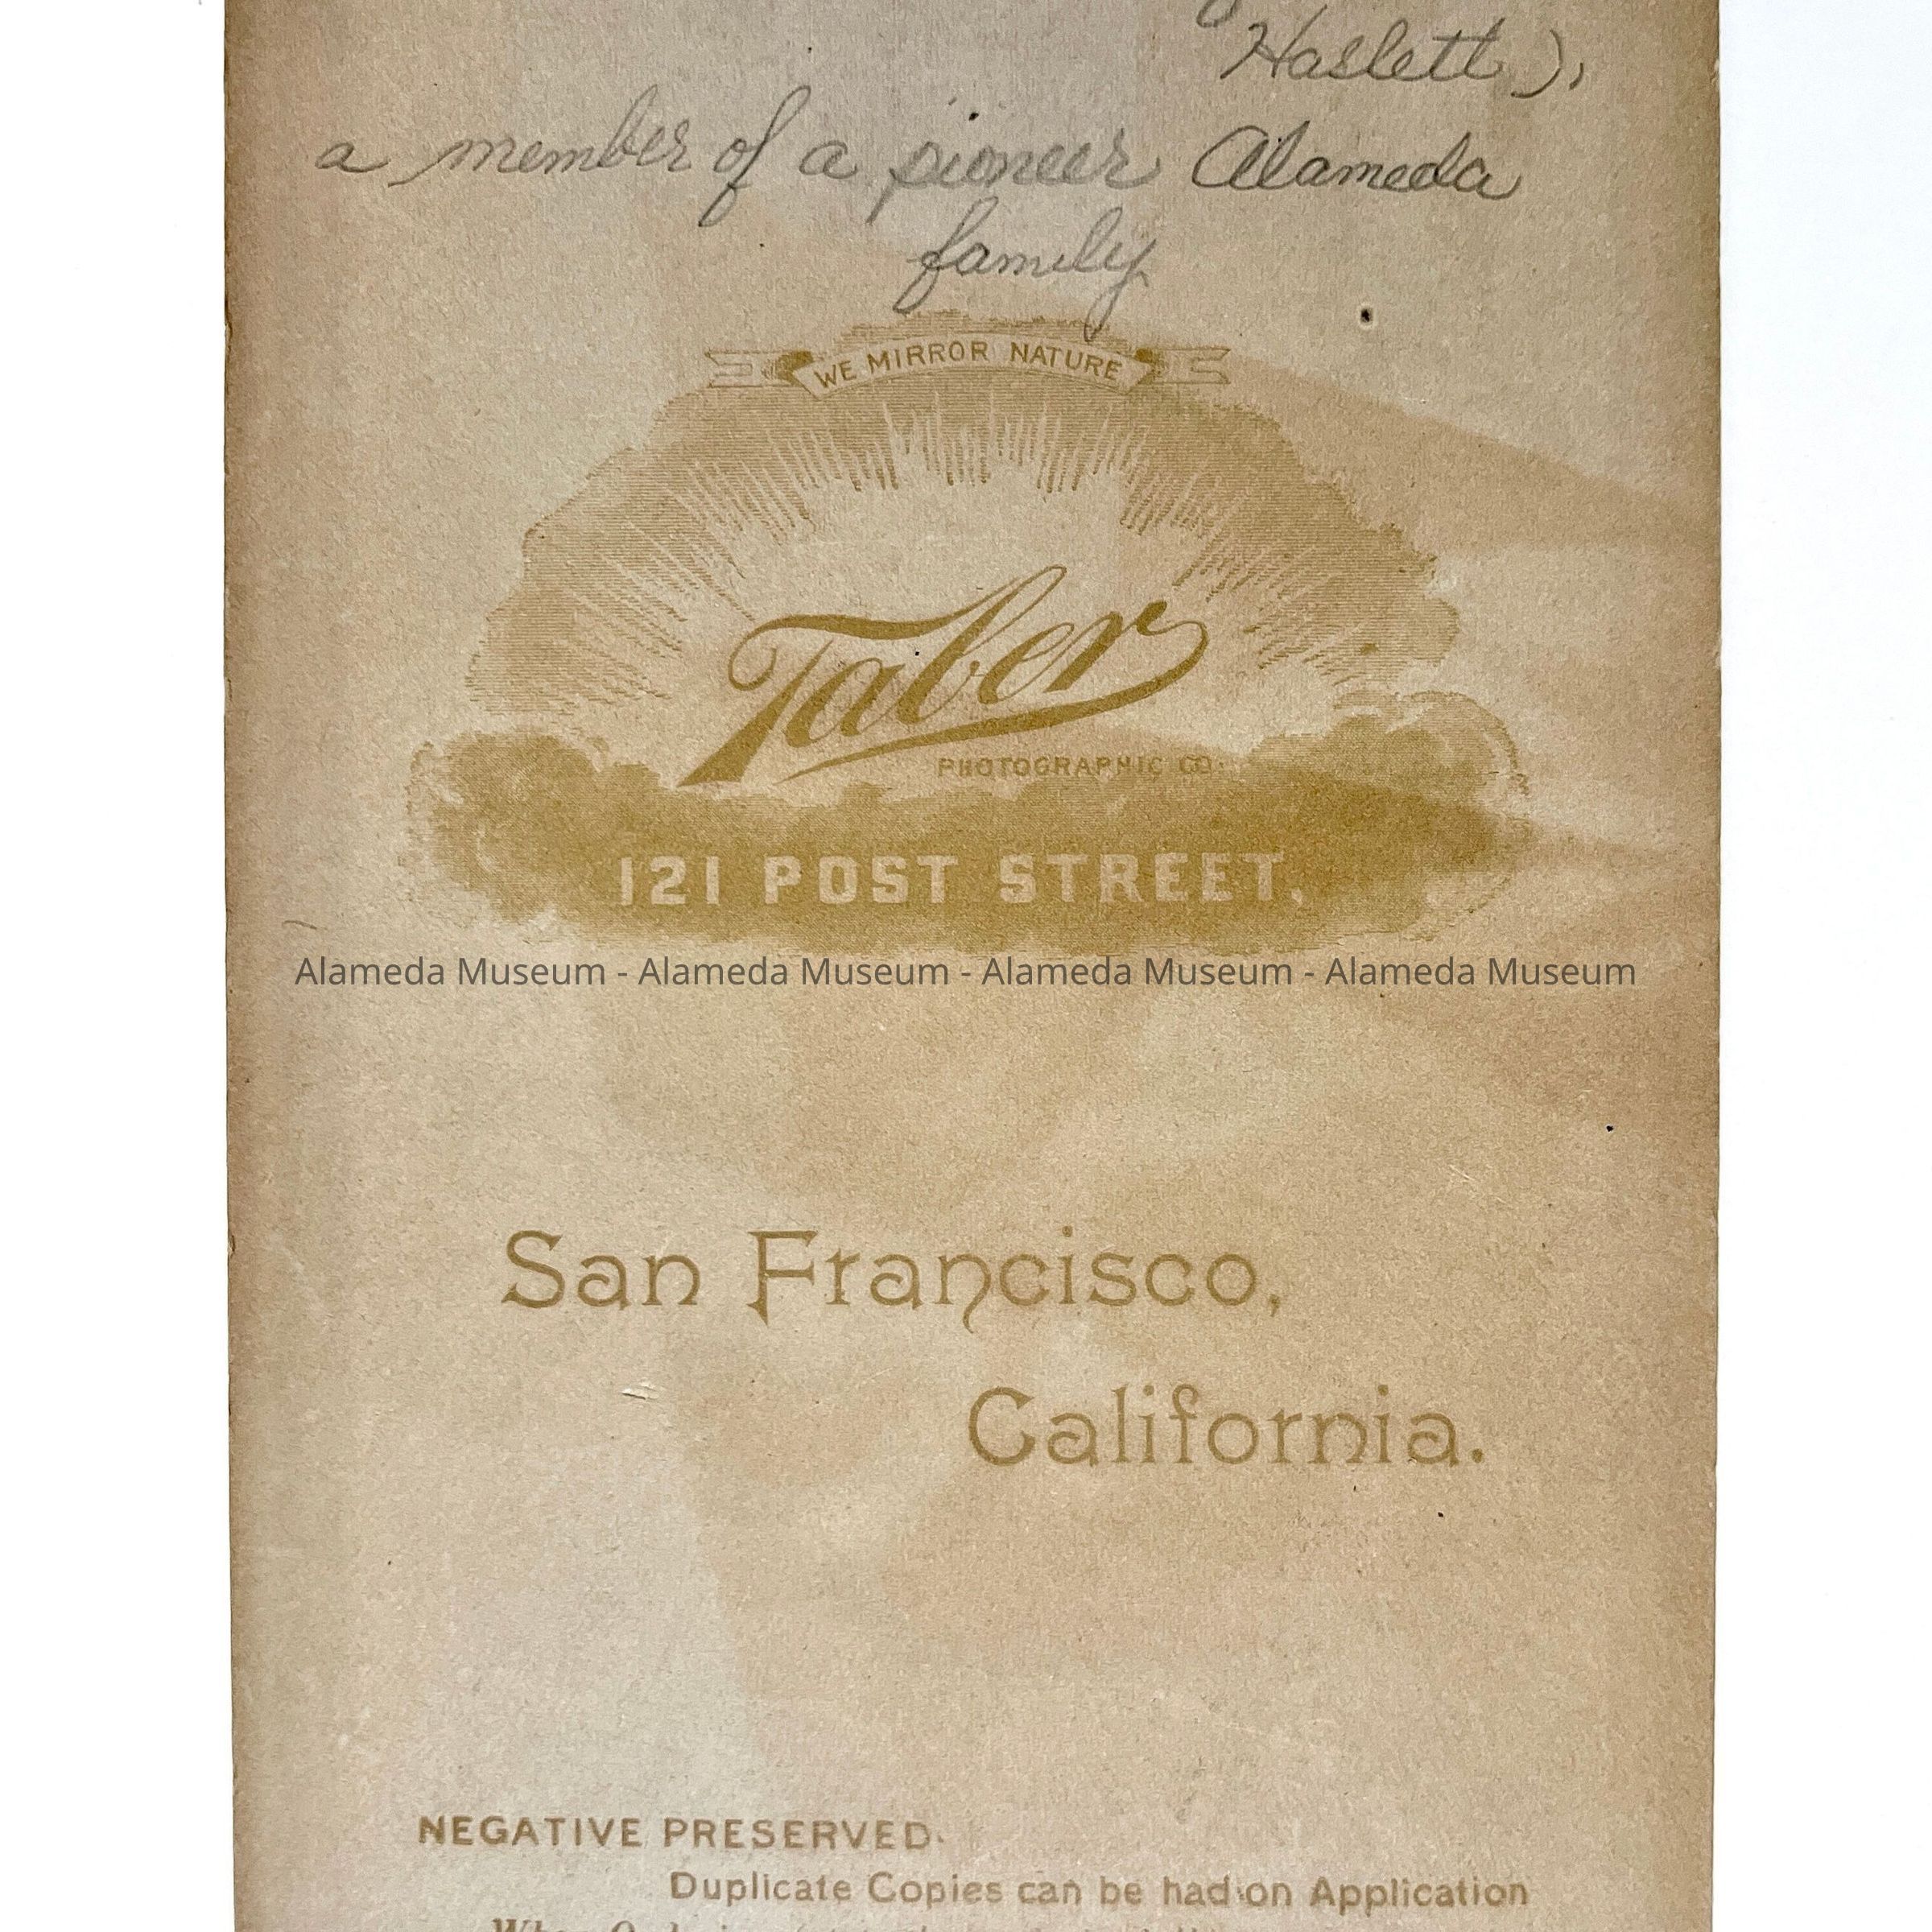 Haslett),
a member of a pioneer Alameda
family
WE MIRROR NATURE
Taber
PHOTOGRAPHIC CO.
121 POST STREET,
Alameda Museum - Alameda Museum - Alameda Museum - Alameda Museum
San Francisco,
California.
NEGATIVE PRESERVED.
Duplicate Copies can be had on Application